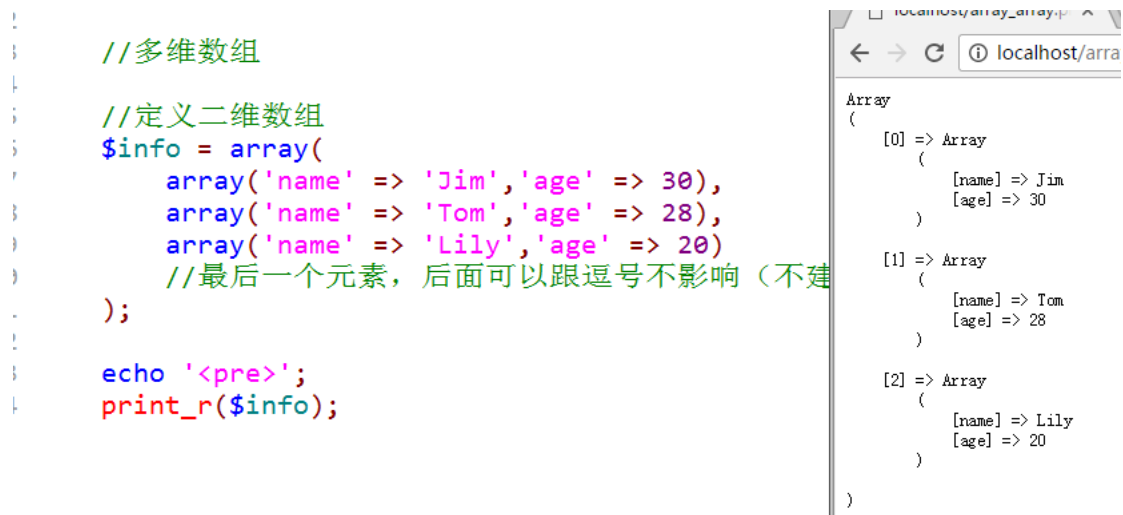 //多维数组
//定义二维数组
$info = array(
array('name' => 'Jim','age' => 30),
array('name' => 'Tom','age' => 28),
array('name' => 'Lily','age' => 20)
//最后一个元素，后面可以跟逗号不影响（不建
);
echo '<pre>';
print_r($info);
localhost/array_array.p
localhost/arra
Array
(
[0] => Array
(
[name] => Jim
[age] => 30
)
[1] => Array
(
[name] => Tom
[age] => 28
)
[2] => Array
(
[name] => Lily
[age] => 20
)
)